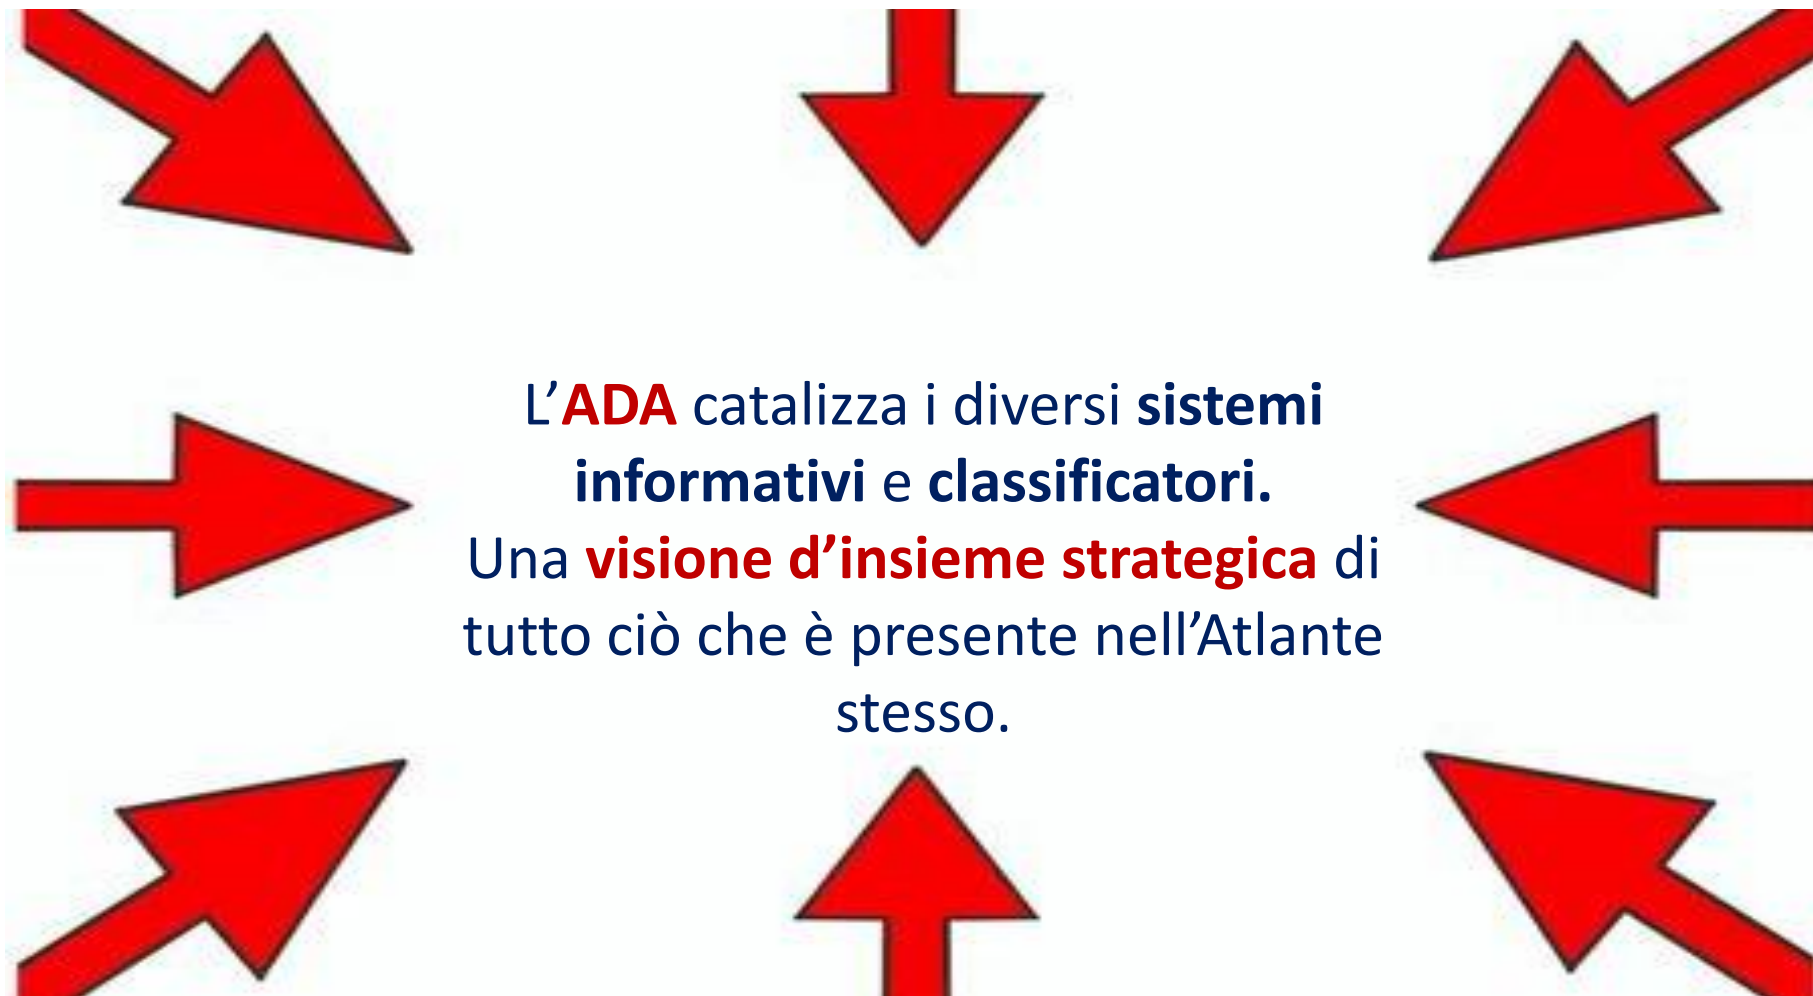 L’ADA catalizza i diversi sistemi
informativi e classificatori.
Una visione d’insieme strategica di
tutto ciò che è presente nell’Atlante
stesso.